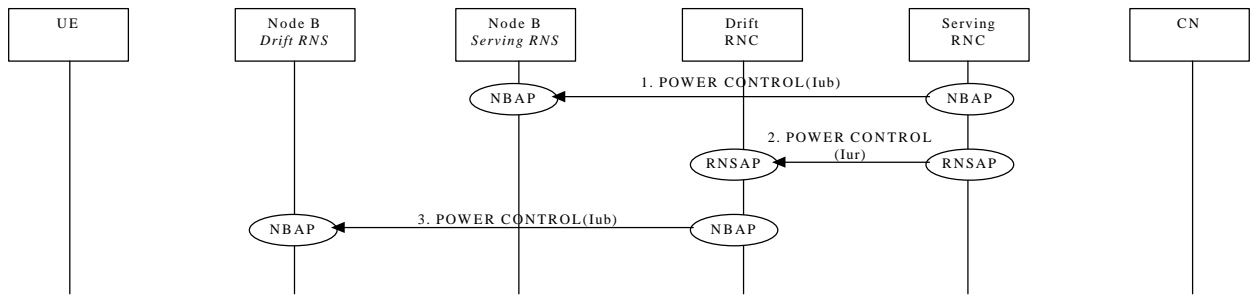 UE
Node B
Drift RNS
Node B
Serving RNS
Drift
RNC
Serving
RNC
CN
1. POWER CONTROL(Iub)
NBAP
NBAP
2. POWER CONTROL
(Iur)
RNSAP
RNSAP
3. POWER CONTROL(Iub)
NBAP
NBAP